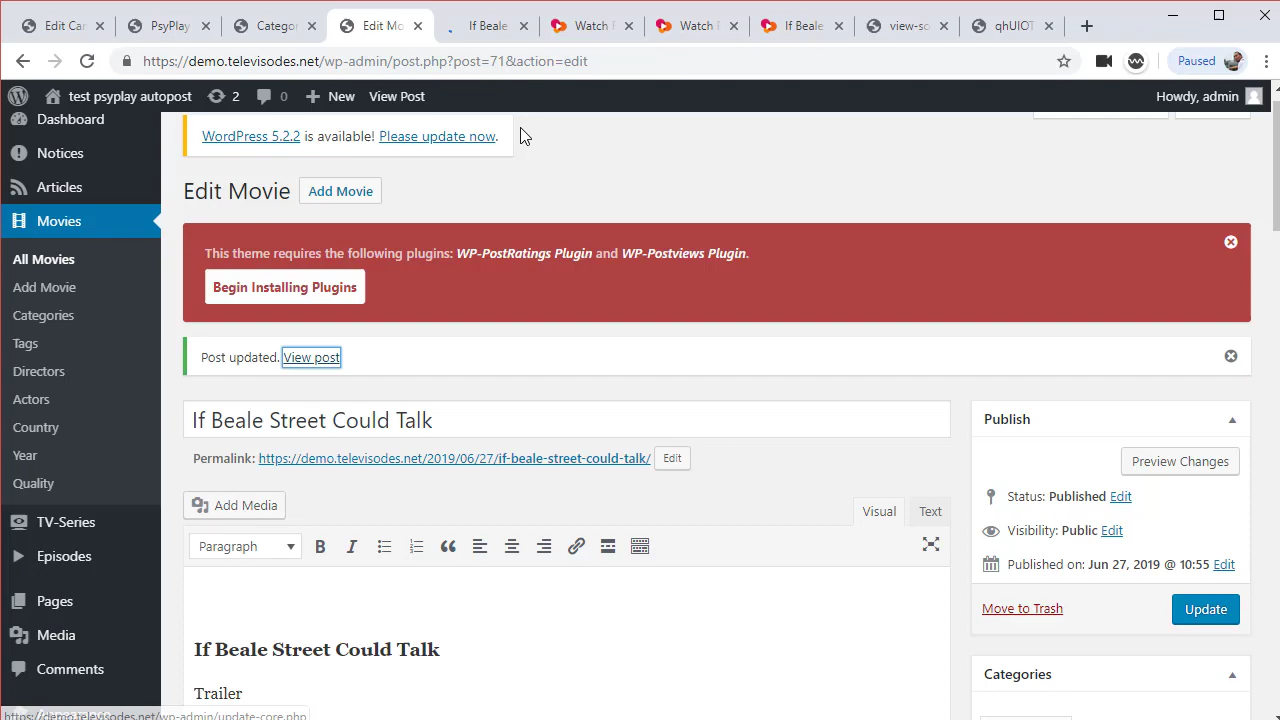 Edit Car
PsyPlay
Categor
Edit Mo
If Beale
Watch
Watch
If Beale
view-so
qhUIOT
https://demo.televisodes.net/wp-admin/post.php?post=71&action=edit
Paused
test psyplay autopost
2
0
New
View Post
Howdy, admin
Dashboard
Notices
Articles
Movies
All Movies
Add Movie
Categories
Tags
Directors
Actors
Country
Year
Quality
TV-Series
Episodes
Pages
Media
Comments
WordPress 5.2.2 is available! Please update now.
Edit Movie
Add Movie
This theme requires the following plugins: WP-PostRatings Plugin and WP-Postviews Plugin.
Begin Installing Plugins
Post updated. View post
If Beale Street Could Talk
Permalink: https://demo.televisodes.net/2019/06/27/if-beale-street-could-talk/ Edit
Add Media
Visual
Text
Paragraph
If Beale Street Could Talk
Trailer
Publish
Preview Changes
Status: Published Edit
Visibility: Public Edit
Published on: Jun 27, 2019 @ 10:55 Edit
Move to Trash
Update
Categories
https://demo.televisodes.net/wp-admin/update-core.php